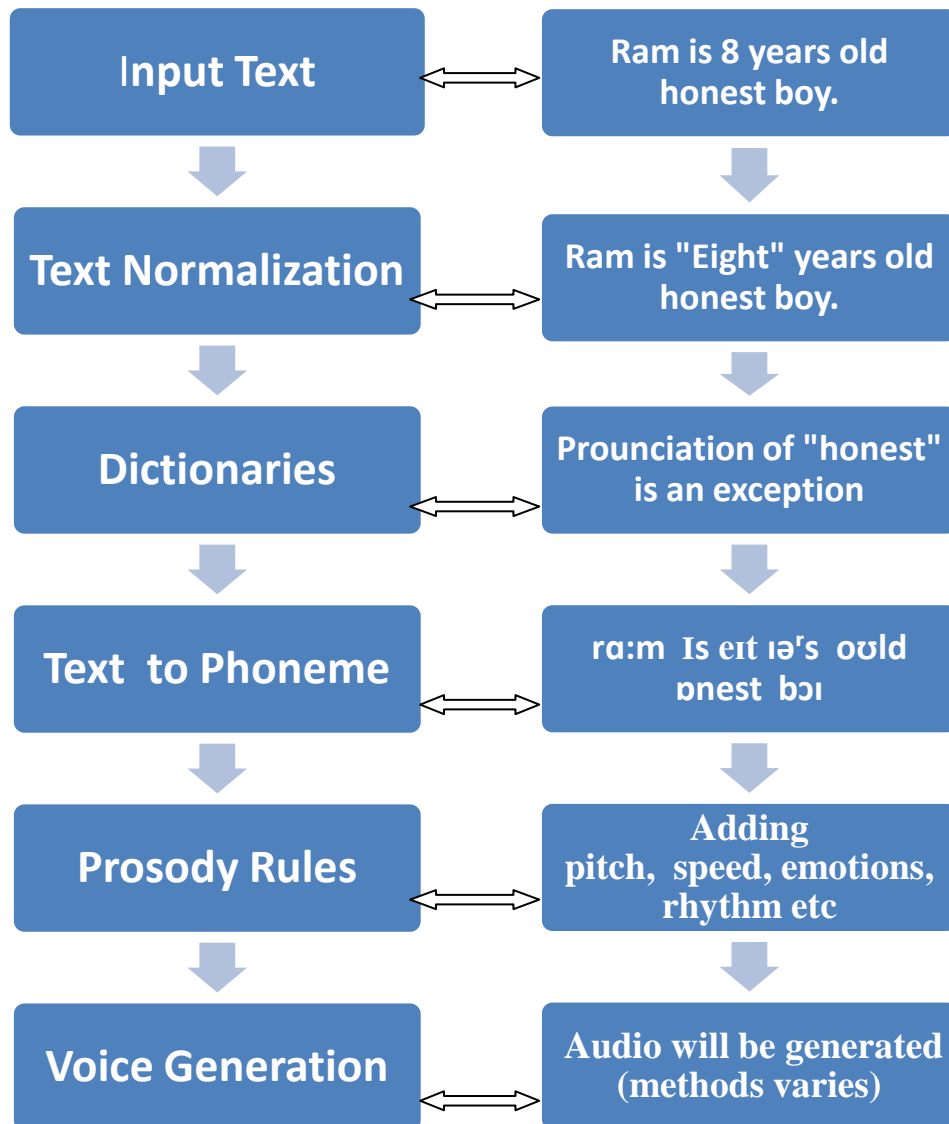 Input Text
Ram is 8 years old
honest boy.
Text Normalization
Ram is "Eight" years old
honest boy.
Dictionaries
Prounciation of "honest"
is an exception
Text to Phoneme
rɑ:m Is eɪt ɪəʳs oʊld
ɒnest bɔɪ
Prosody Rules
Adding
pitch, speed, emotions,
rhythm etc
Voice Generation
Audio will be generated
(methods varies)